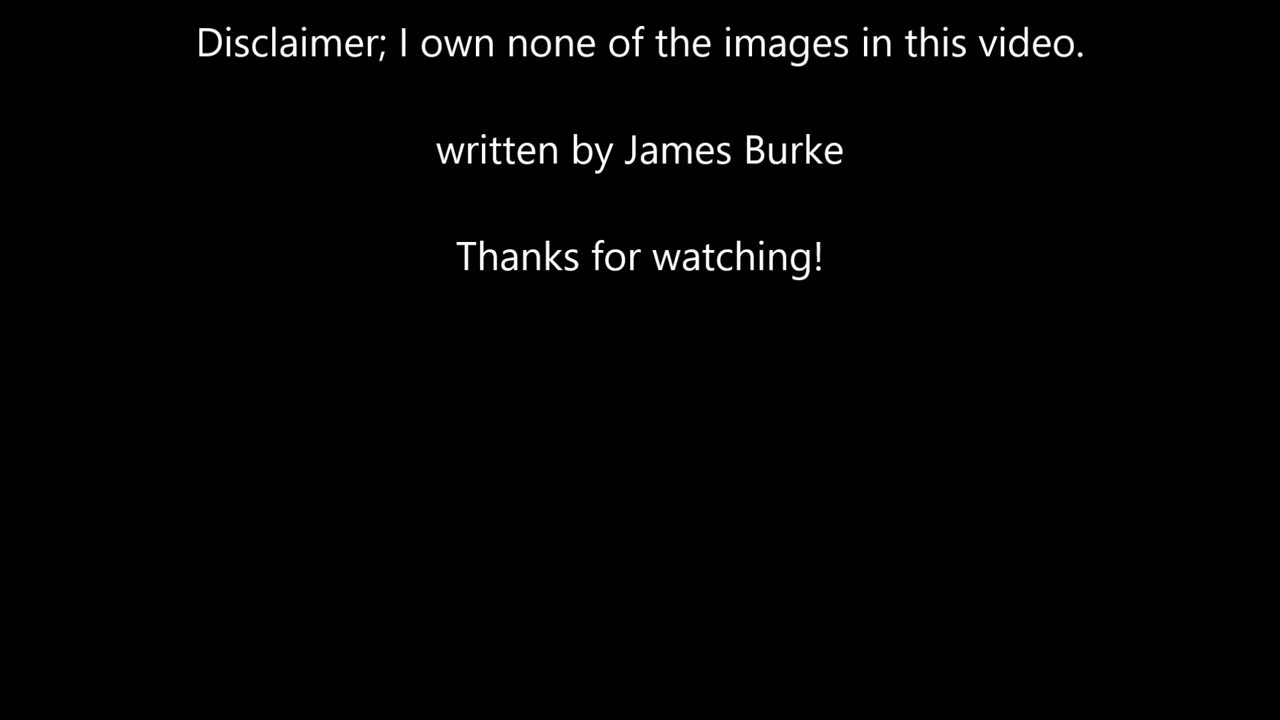 Disclaimer; I own none of the images in this video.
written by James Burke
Thanks for watching!